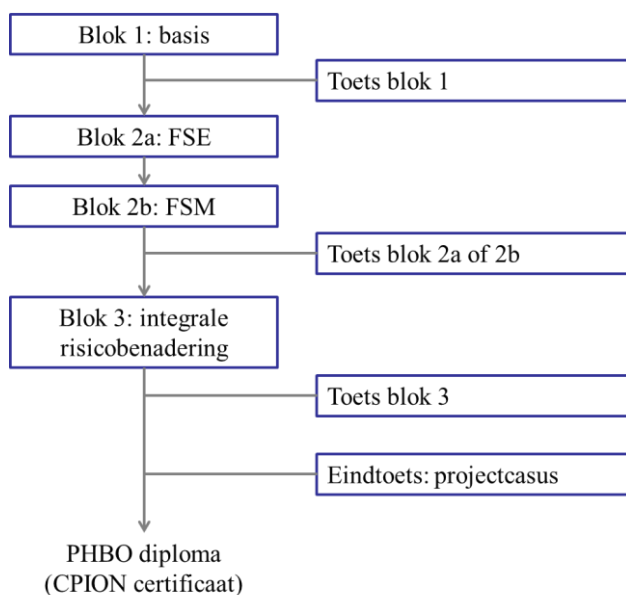 Blok 1: basis
Toets blok 1
Blok 2a: FSE
Blok 2b: FSM
Toets blok 2a of 2b
Blok 3: integrale
risicobenadering
Toets blok 3
Eindtoets: projectcasus
PHBO diploma
(CPION certificaat)